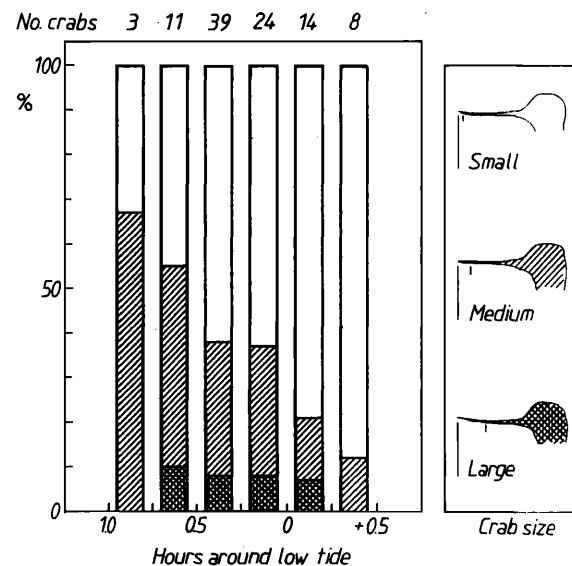 No. crabs 3 11 39 24 14 8
100
%
50
0
1.0 0.5 0 +0.5
Hours around low tide
Small
Medium
Large
Crab size